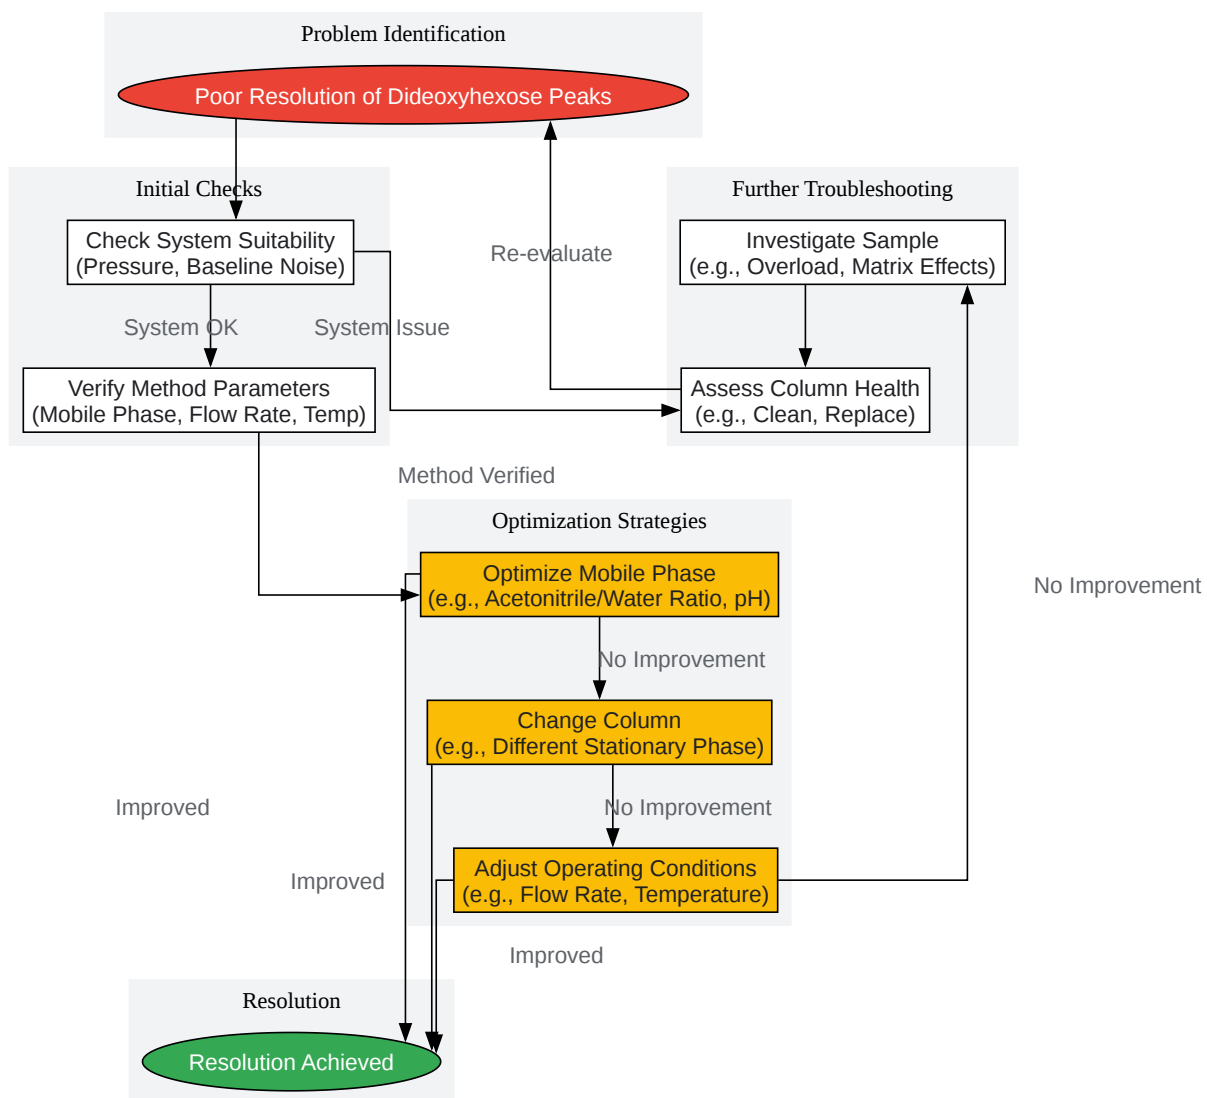 Problem Identification
Poor Resolution of Dideoxyhexose Peaks
Initial Checks
Check System Suitability
(Pressure, Baseline Noise)
System OK
System Issue
Verify Method Parameters
(Mobile Phase, Flow Rate, Temp)
Re-evaluate
Further Troubleshooting
Investigate Sample
(e.g., Overload, Matrix Effects)
Assess Column Health
(e.g., Clean, Replace)
Method Verified
Optimization Strategies
Optimize Mobile Phase
(e.g., Acetonitrile/Water Ratio, pH)
No Improvement
No Improvement
Change Column
(e.g., Different Stationary Phase)
Improved
No Improvement
Improved
Adjust Operating Conditions
(e.g., Flow Rate, Temperature)
Improved
Resolution
Resolution Achieved